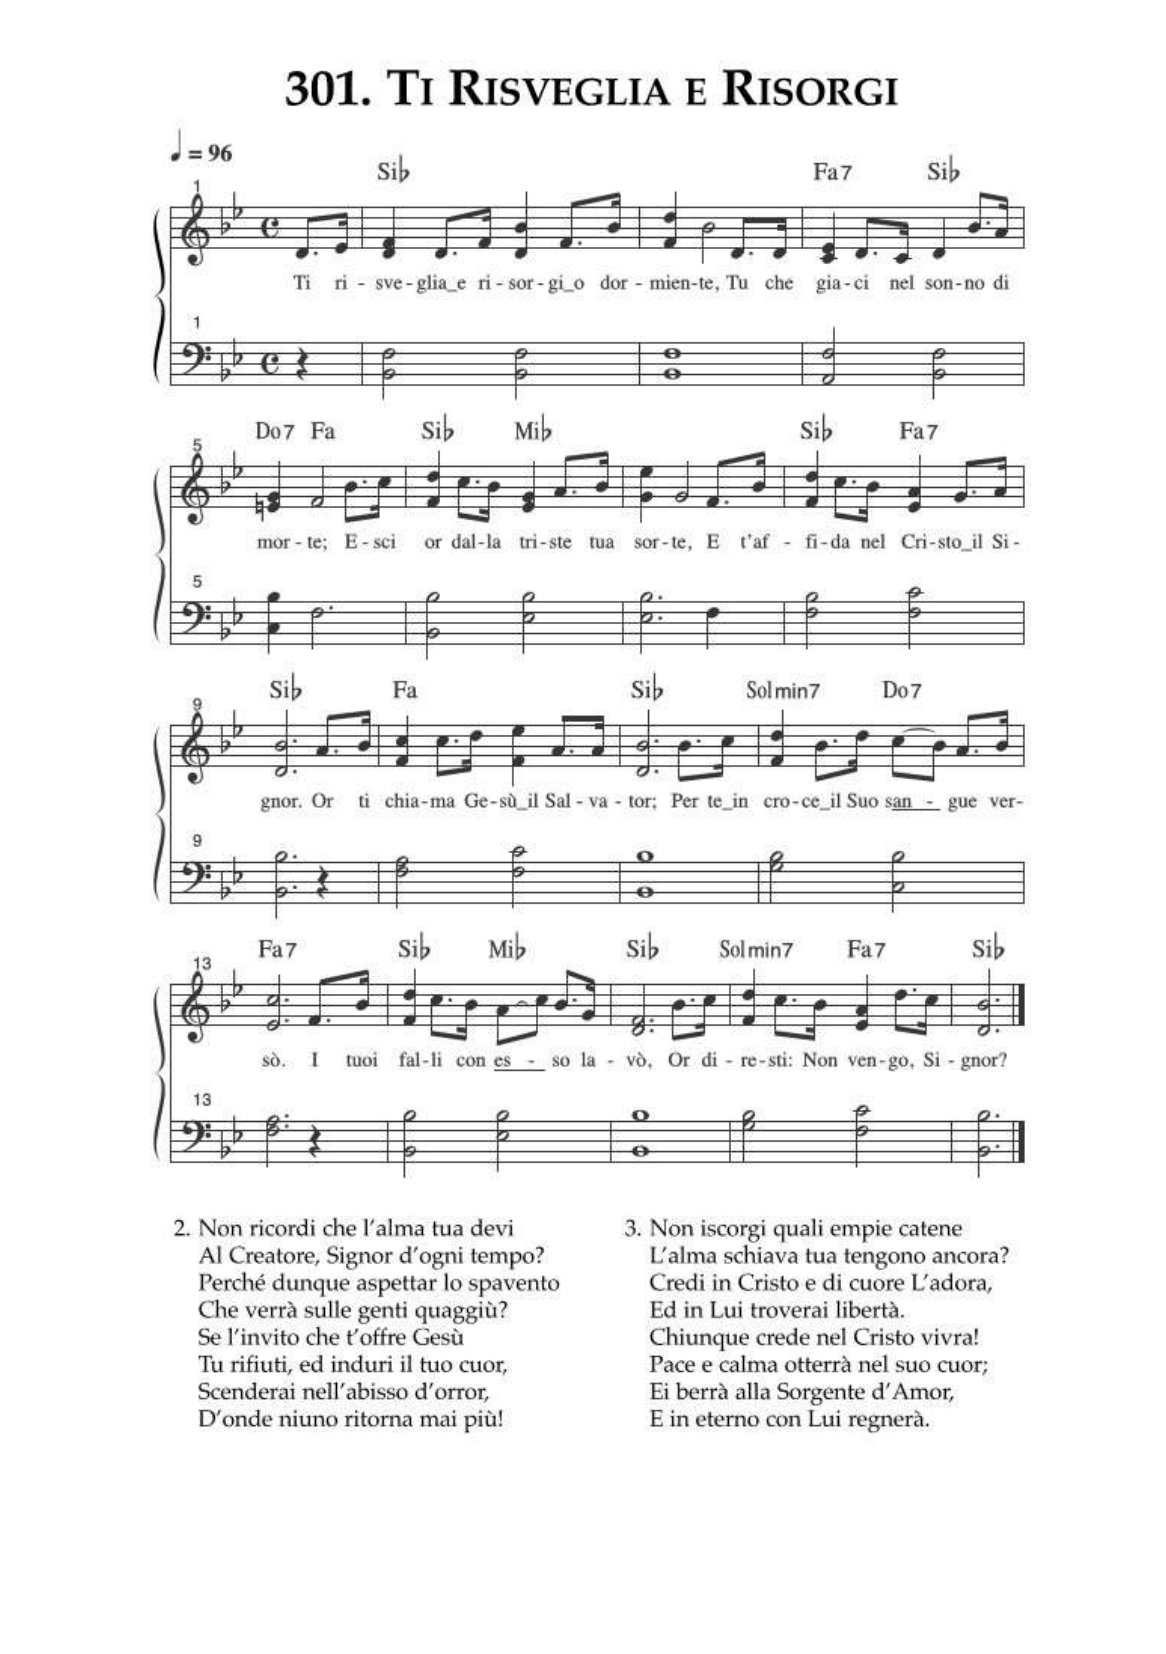 301. Ti Risveglia e Risorgi
♩ = 96
Si♭ Fa7 Si♭
1
Ti ri - sve - glia_e ri - sor - gi_o dor - mien-te, Tu che gia - ci nel son - no di
1
Do7 Fa Si♭ Mi♭ Si♭ Fa7
5
mor - te; E - sci or dal-la tri-ste tua sor-te, E t'af - fi-da nel Cri-sto_il Si -
5
Si♭ Fa Si♭ Solmin7 Do7
9
gnor. Or ti chia-ma Ge-sù_il Sal - va - tor; Per te_in cro-ce_il Suo san - gue ver-
9
Fa7 Si♭ Mi♭ Si♭ Solmin7 Fa7 Si♭
13
sò. I tuoi fal-li con es - so la - vò, Or di - re-sti: Non ven-go, Si - gnor?
13
2. Non ricordi che l'alma tua devi
Al Creatore, Signor d'ogni tempo?
Perché dunque aspettar lo spavento
Che verrà sulle genti quaggiù?
Se l'invito che t'offre Gesù
Tu rifiuti, ed induri il tuo cuor,
Scenderai nell'abisso d'orror,
D'onde niuno ritorna mai più!
3. Non iscorgi quali empie catene
L'alma schiava tua tengono ancora?
Credi in Cristo e di cuore L'adora,
Ed in Lui troverai libertà.
Chiunque crede nel Cristo vivra!
Pace e calma otterrà nel suo cuor;
Ei berrà alla Sorgente d'Amor,
E in eterno con Lui regnerà.